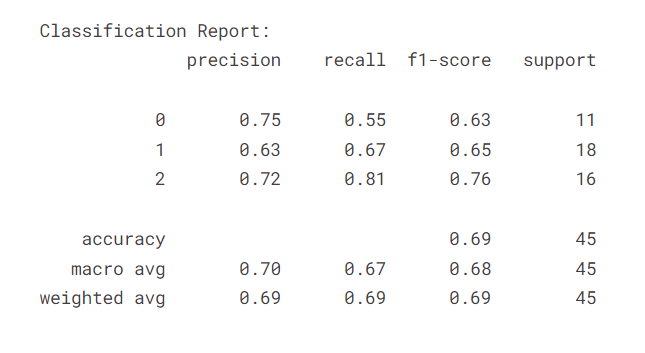 Classification Report:
precision recall f1-score support
0 0.75 0.55 0.63 11
1 0.63 0.67 0.65 18
2 0.72 0.81 0.76 16
accuracy 0.69 45
macro avg 0.70 0.67 0.68 45
weighted avg 0.69 0.69 0.69 45